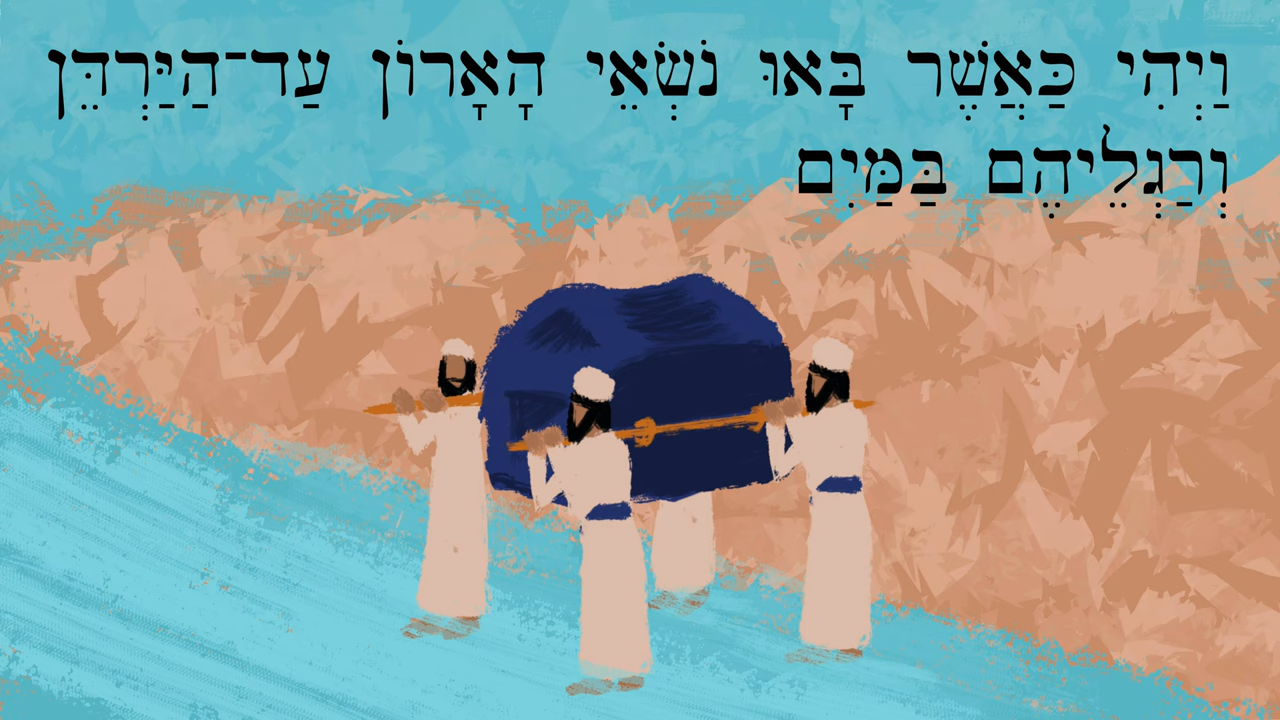 וַיְהִי כַּאֲשֶׁר בָּאוּ נֹשְׂאֵי הָאָרוֹן עַד־הַיַּרְדֵּן
וְרַגְלֵיהֶם בַּמַּיִם